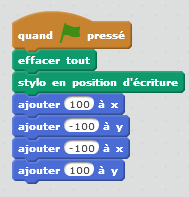 quand pressé
effacer tout
stylo en position d'écriture
ajouter 100 à x
ajouter -100 à y
ajouter -100 à x
ajouter 100 à y